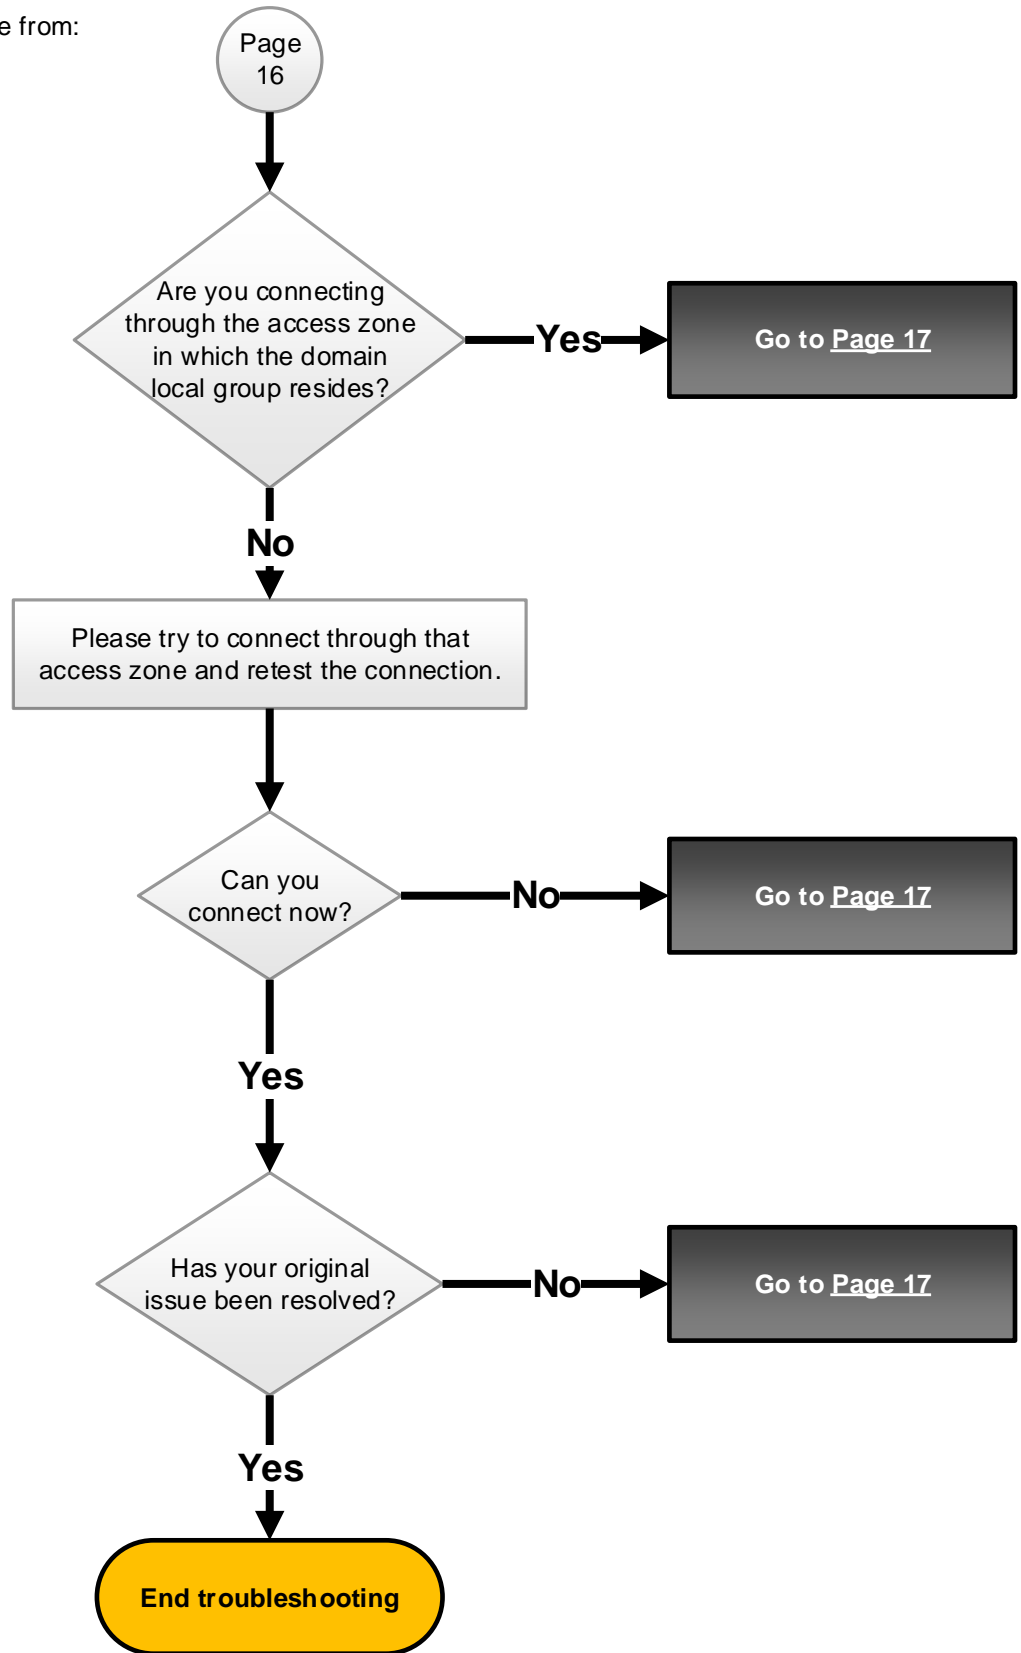 e from:
Page
16
Are you connecting
through the access zone
in which the domain
local group resides?
Yes
Go to Page 17
No
Please try to connect through that
access zone and retest the connection.
Can you
connect now?
No
Go to Page 17
Yes
Has your original
issue been resolved?
No
Go to Page 17
Yes
End troubleshooting